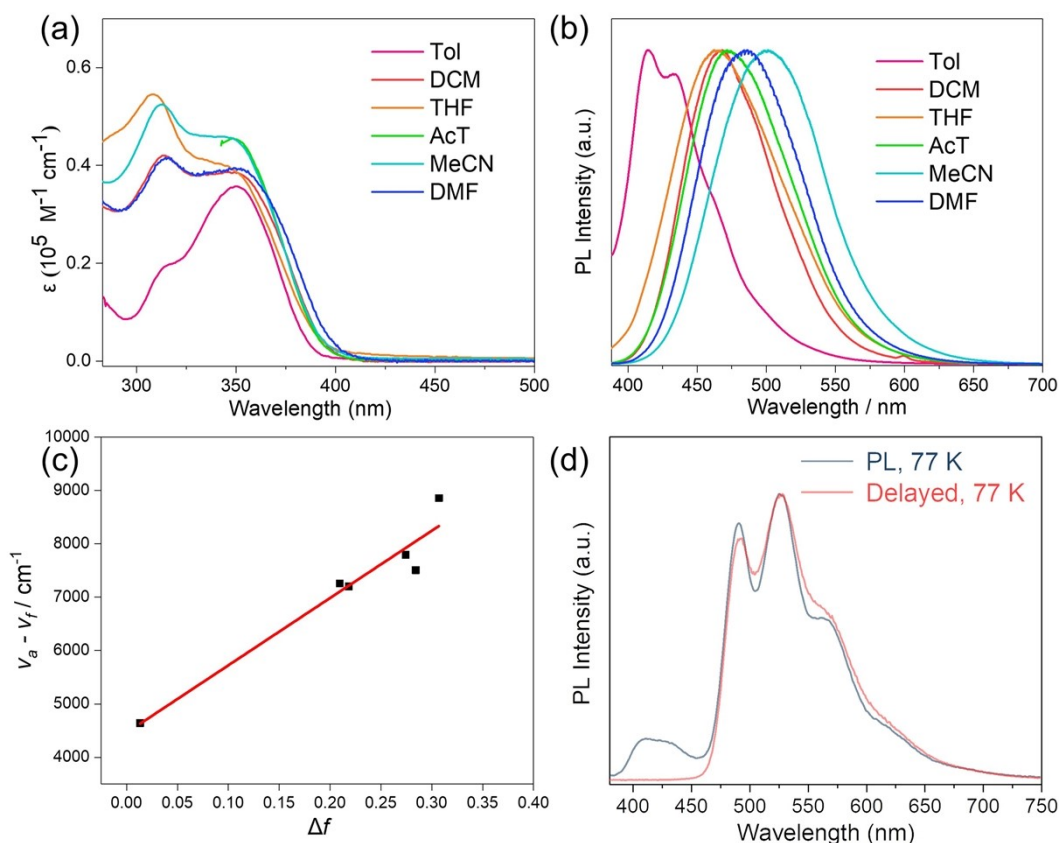 (a)
Tol
DCM
THF
AcT
MeCN
DMF
0.6
0.4
0.2
0.0
ε (10⁵ M⁻¹ cm⁻¹)
300
350
400
450
500
Wavelength (nm)
(b)
Tol
DCM
THF
AcT
MeCN
DMF
PL Intensity (a.u.)
400
450
500
550
600
650
700
Wavelength / nm
(c)
10000
9000
8000
7000
6000
5000
4000
νₐ - ν_f / cm⁻¹
0.00
0.05
0.10
0.15
0.20
0.25
0.30
0.35
0.40
Δf
(d)
PL, 77 K
Delayed, 77 K
PL Intensity (a.u.)
400
450
500
550
600
650
700
750
Wavelength (nm)